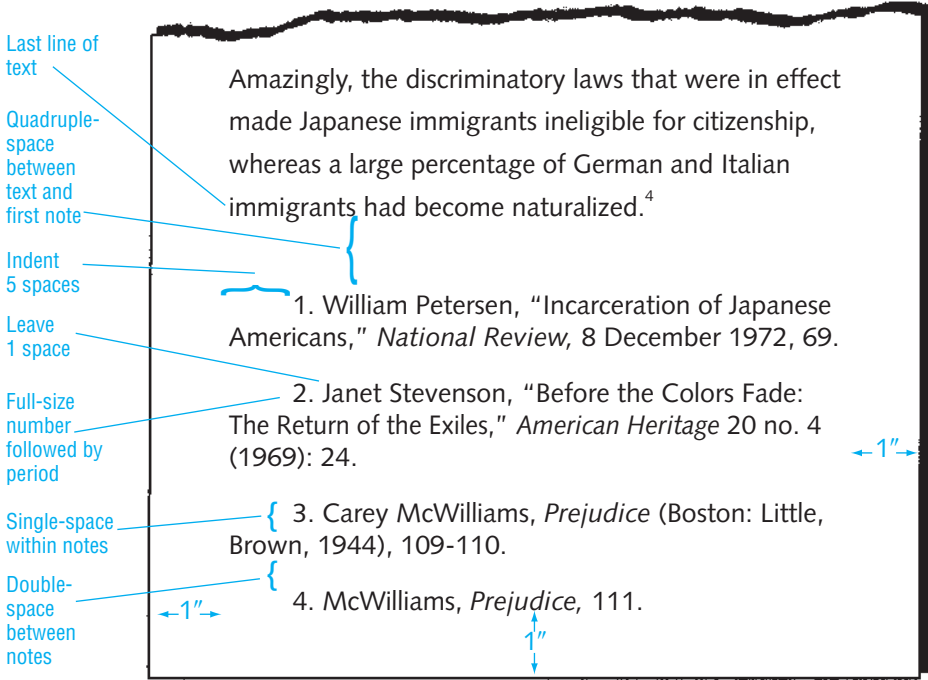 Last line of
text
Quadruple-
space
between
text and
first note
Indent
5 spaces
Leave
1 space
Full-size
number
followed by
period
Single-space
within notes
Double-
space
between
notes
Amazingly, the discriminatory laws that were in effect
made Japanese immigrants ineligible for citizenship,
whereas a large percentage of German and Italian
immigrants had become naturalized.⁴
1. William Petersen, “Incarceration of Japanese
Americans,” National Review, 8 December 1972, 69.
2. Janet Stevenson, “Before the Colors Fade:
The Return of the Exiles,” American Heritage 20 no. 4
(1969): 24.
1″
3. Carey McWilliams, Prejudice (Boston: Little,
Brown, 1944), 109-110.
4. McWilliams, Prejudice, 111.
1″
1″